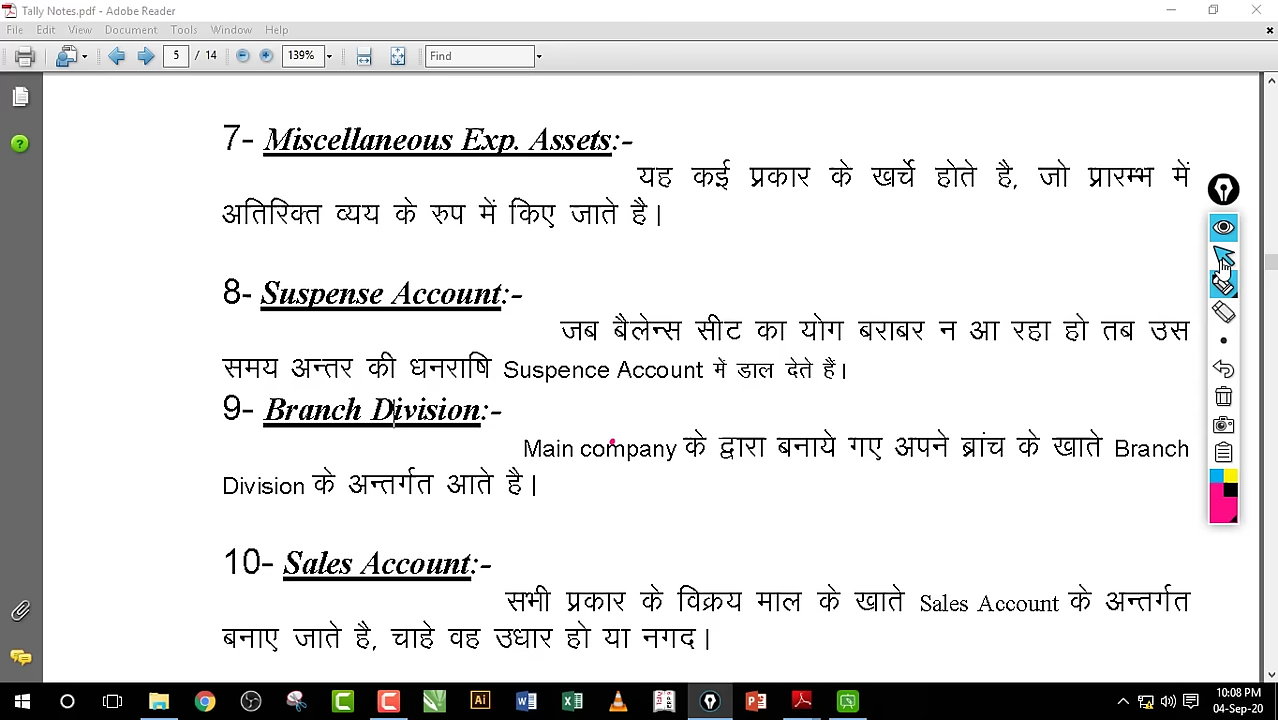 Tally Notes.pdf - Adobe Reader
File Edit View Document Tools Window Help
5 / 14 139% Find
7- Miscellaneous Exp. Assets:-
यह कई प्रकार के खर्चे होते है, जो प्रारम्भ में
अतिरिक्त व्यय के रुप में किए जाते है।
8- Suspense Account:-
जब बैलेन्स सीट का योग बराबर न आ रहा हो तब उस
समय अन्तर की धनराषि Suspence Account में डाल देते हैं।
9- Branch Division:-
Main company के द्वारा बनाये गए अपने ब्रांच के खाते Branch
Division के अन्तर्गत आते है।
10- Sales Account:-
सभी प्रकार के विक्रय माल के खाते Sales Account के अन्तर्गत
बनाए जाते है, चाहे वह उधार हो या नगद।
10:08 PM
04-Sep-20